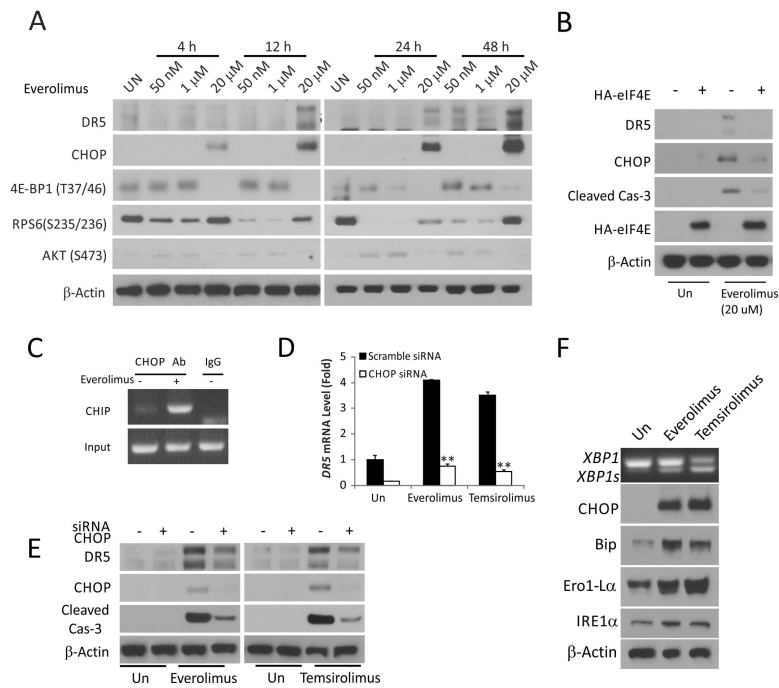 A
4 h
12 h
24 h
48 h
Everolimus
UN
50 nM
1 µM
20 µM
50 nM
1 µM
20 µM
UN
50 nM
1 µM
20 µM
50 nM
1 µM
20 µM
DR5
CHOP
4E-BP1 (T37/46)
RPS6(S235/236)
AKT (S473)
β-Actin
B
HA-eIF4E
- + - +
DR5
CHOP
Cleaved Cas-3
HA-eIF4E
β-Actin
Un
Everolimus
(20 uM)
C
CHOP Ab
IgG
Everolimus
- + -
CHIP
Input
D
Scramble siRNA
CHOP siRNA
DR5 mRNA Level (Fold)
5
4
3
2
1
0
**
**
Un
Everolimus
Temsirolimus
E
siRNA
CHOP
- + - + - + - +
DR5
CHOP
Cleaved
Cas-3
β-Actin
Un
Everolimus
Un
Temsirolimus
F
Un
Everolimus
Temsirolimus
XBP1
XBP1s
CHOP
Bip
Ero1-Lα
IRE1α
β-Actin